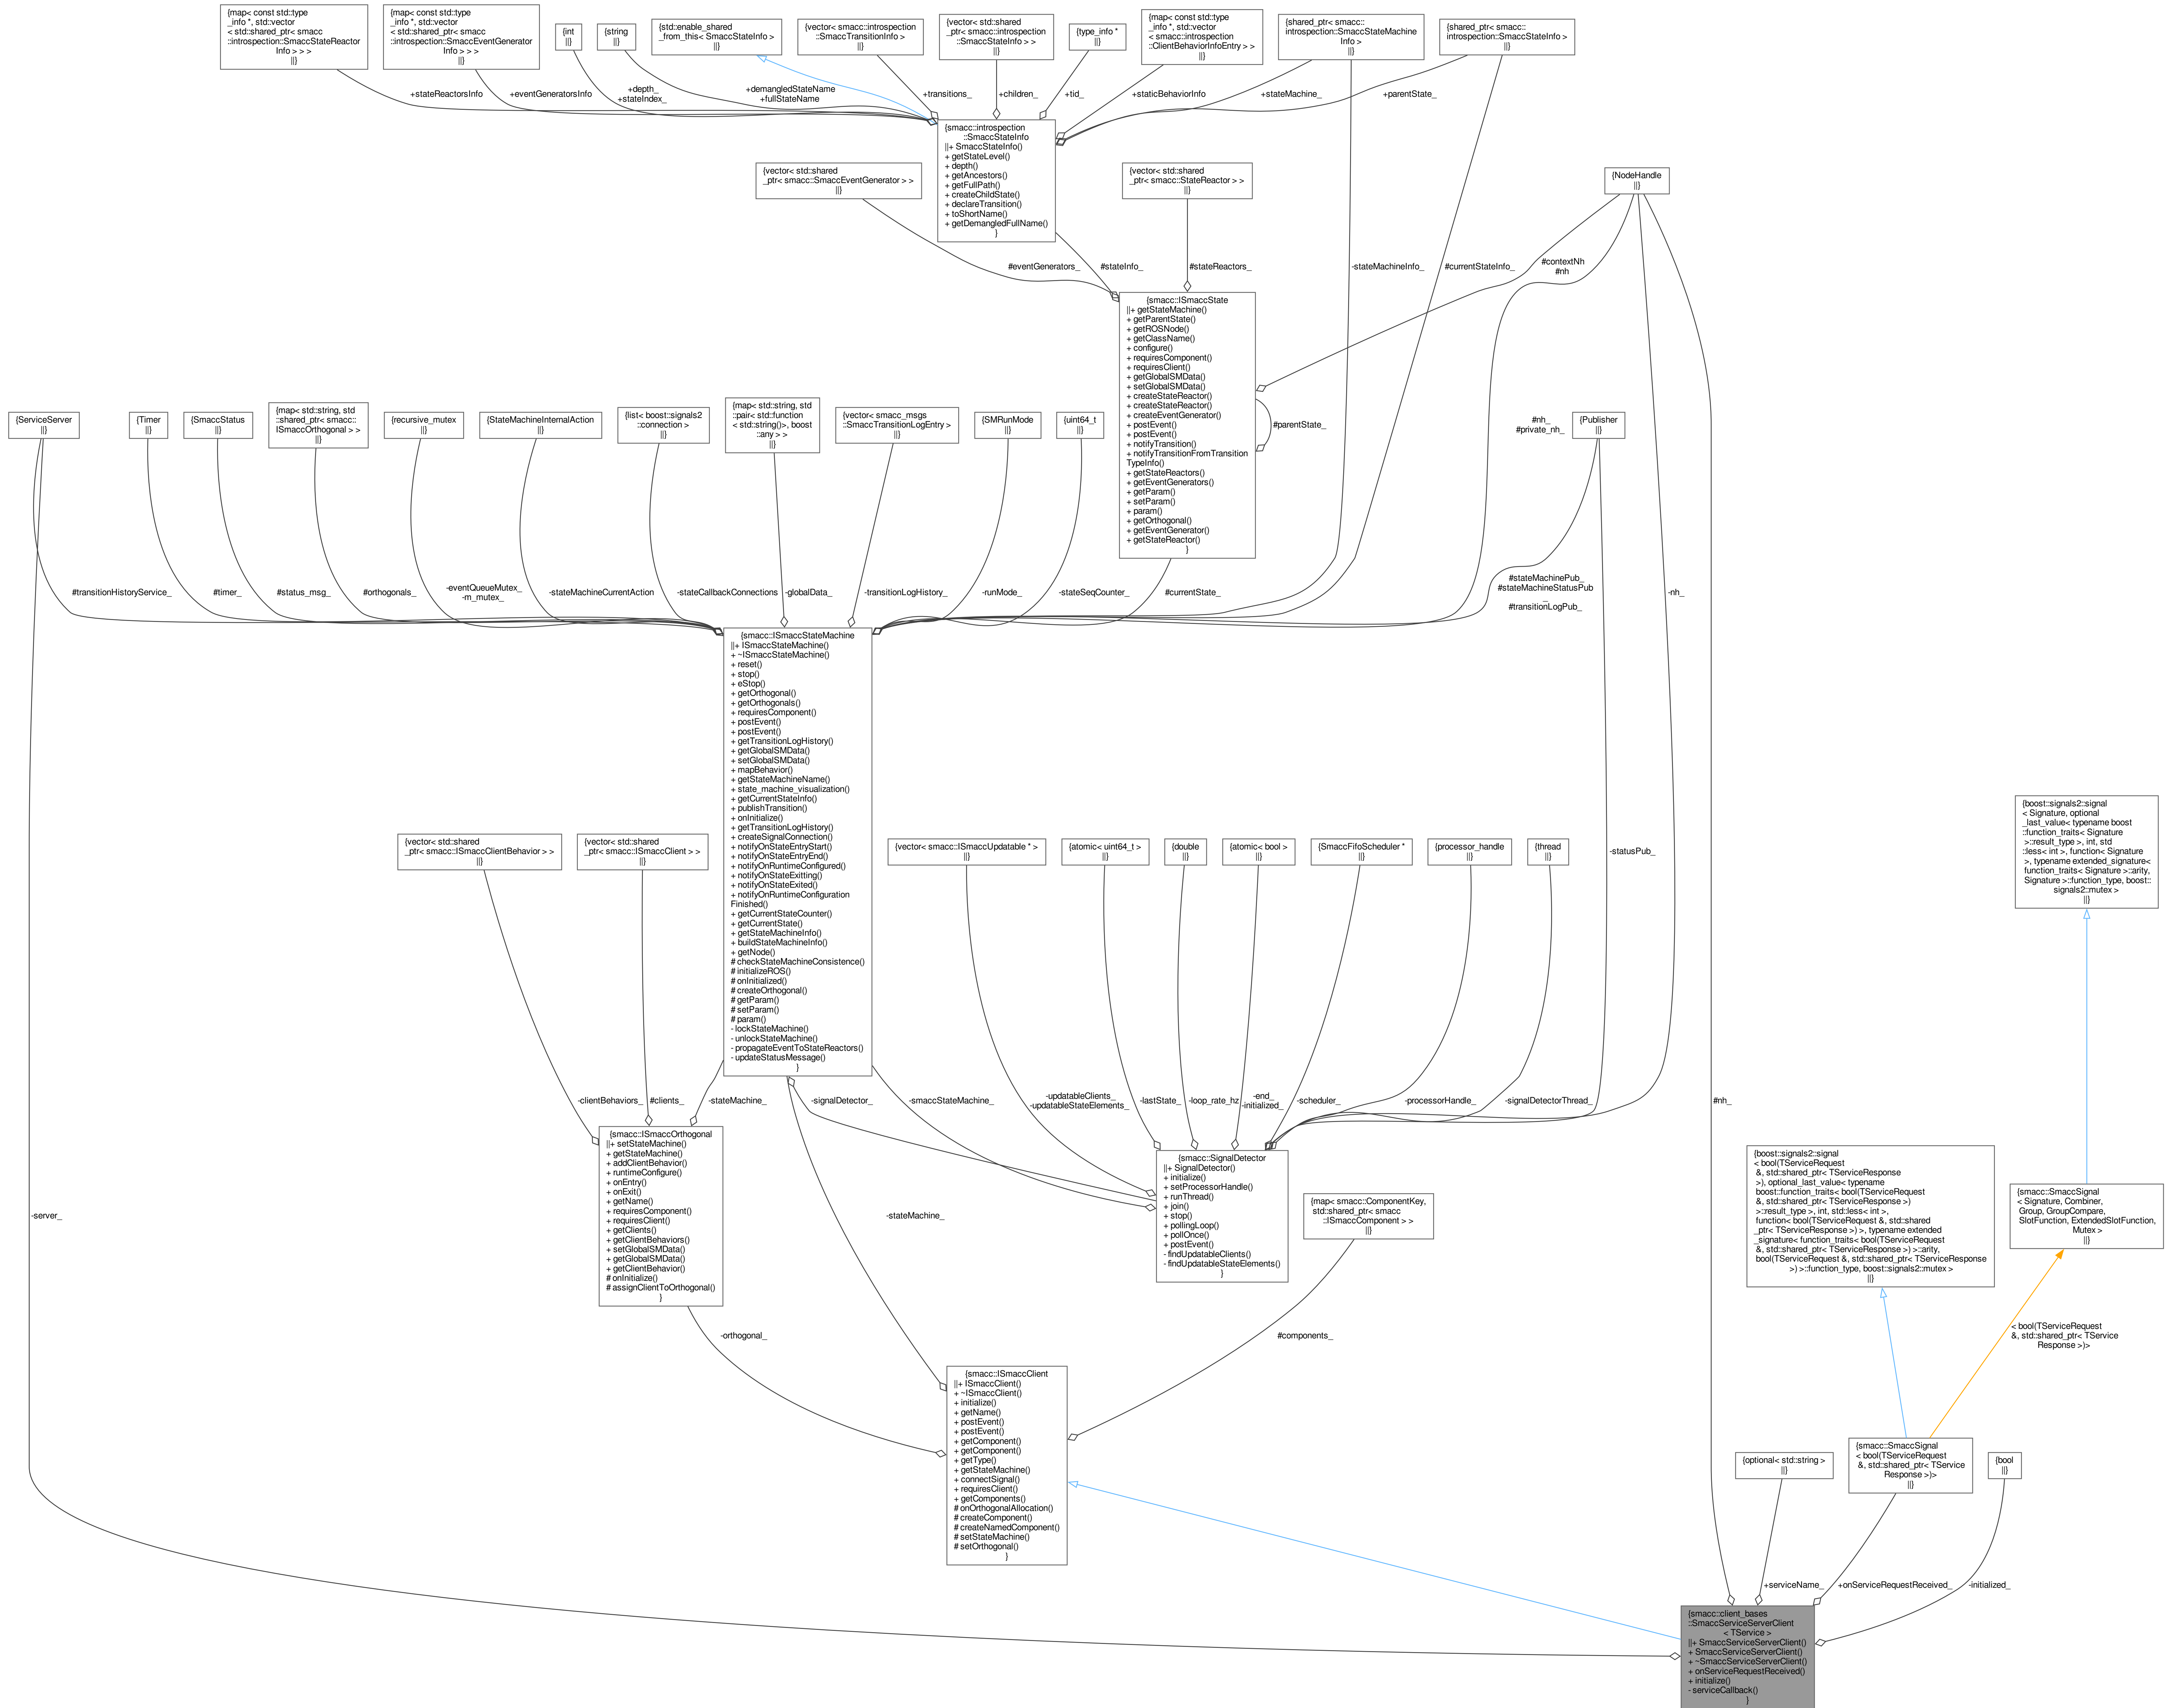 {map< const std::type
_info *, std::vector
< std::shared_ptr< smacc
::introspection::SmaccStateReactor
Info > > >
||}
{map< const std::type
_info *, std::vector
< std::shared_ptr< smacc
::introspection::SmaccEventGenerator
Info > > >
||}
{int
||}
{string
||}
{std::enable_shared
_from_this< SmaccStateInfo >
||}
{vector< smacc::introspection
::SmaccTransitionInfo >
||}
{vector< std::shared
_ptr< smacc::introspection
::SmaccStateInfo > >
||}
{type_info *
||}
{map< const std::type
_info *, std::vector
< smacc::introspection
::ClientBehaviorInfoEntry > >
||}
{shared_ptr< smacc::
introspection::SmaccStateMachine
Info >
||}
{shared_ptr< smacc::
introspection::SmaccStateInfo >
||}
+stateReactorsInfo
+eventGeneratorsInfo
+depth_
+stateIndex_
+demangledStateName
+fullStateName
+transitions_
+children_
+tid_
+staticBehaviorInfo
+stateMachine_
+parentState_
{smacc::introspection
::SmaccStateInfo
||+ SmaccStateInfo()
+ getStateLevel()
+ depth()
+ getAncestors()
+ getFullPath()
+ createChildState()
+ declareTransition()
+ toShortName()
+ getDemangledFullName()
}
{vector< std::shared
_ptr< smacc::SmaccEventGenerator > >
||}
{vector< std::shared
_ptr< smacc::StateReactor > >
||}
{NodeHandle
||}
#eventGenerators_
#stateInfo_
#stateReactors_
-stateMachineInfo_
#currentStateInfo_
#contextNh
#nh
{smacc::ISmaccState
||+ getStateMachine()
+ getParentState()
+ getROSNode()
+ getClassName()
+ configure()
+ requiresComponent()
+ requiresClient()
+ getGlobalSMData()
+ setGlobalSMData()
+ createStateReactor()
+ createStateReactor()
+ createEventGenerator()
+ postEvent()
+ postEvent()
+ notifyTransition()
+ notifyTransitionFromTransition
TypeInfo()
+ getStateReactors()
+ getEventGenerators()
+ getParam()
+ setParam()
+ param()
+ getOrthogonal()
+ getEventGenerator()
+ getStateReactor()
}
#parentState_
#nh_
#private_nh_
{ServiceServer
||}
{Timer
||}
{SmaccStatus
||}
{map< std::string, std
::shared_ptr< smacc::
ISmaccOrthogonal > >
||}
{recursive_mutex
||}
{StateMachineInternalAction
||}
{list< boost::signals2
::connection >
||}
{map< std::string, std
::pair< std::function
< std::string()>, boost
::any > >
||}
{vector< smacc_msgs
::SmaccTransitionLogEntry >
||}
{SMRunMode
||}
{uint64_t
||}
{Publisher
||}
#transitionHistoryService_
#timer_
#status_msg_
#orthogonals_
-eventQueueMutex_
-m_mutex_
-stateMachineCurrentAction
-stateCallbackConnections
-globalData_
-transitionLogHistory_
-runMode_
-stateSeqCounter_
#currentState_
#stateMachinePub_
#stateMachineStatusPub
_
#transitionLogPub_
-nh_
{smacc::ISmaccStateMachine
||+ ISmaccStateMachine()
+ ~ISmaccStateMachine()
+ reset()
+ stop()
+ eStop()
+ getOrthogonal()
+ getOrthogonals()
+ requiresComponent()
+ postEvent()
+ postEvent()
+ getTransitionLogHistory()
+ getGlobalSMData()
+ setGlobalSMData()
+ mapBehavior()
+ getStateMachineName()
+ state_machine_visualization()
+ getCurrentStateInfo()
+ publishTransition()
+ onInitialize()
+ getTransitionLogHistory()
+ createSignalConnection()
+ notifyOnStateEntryStart()
+ notifyOnStateEntryEnd()
+ notifyOnRuntimeConfigured()
+ notifyOnStateExitting()
+ notifyOnStateExited()
+ notifyOnRuntimeConfiguration
Finished()
+ getCurrentStateCounter()
+ getCurrentState()
+ getStateMachineInfo()
+ buildStateMachineInfo()
+ getNode()
# checkStateMachineConsistence()
# initializeROS()
# onInitialized()
# createOrthogonal()
# getParam()
# setParam()
# param()
- lockStateMachine()
- unlockStateMachine()
- propagateEventToStateReactors()
- updateStatusMessage()
}
{vector< std::shared
_ptr< smacc::ISmaccClientBehavior > >
||}
{vector< std::shared
_ptr< smacc::ISmaccClient > >
||}
{vector< smacc::ISmaccUpdatable * >
||}
{atomic< uint64_t >
||}
{double
||}
{atomic< bool >
||}
{SmaccFifoScheduler *
||}
{processor_handle
||}
{thread
||}
-statusPub_
{boost::signals2::signal
< Signature, optional
_last_value< typename boost
::function_traits< Signature
>::result_type >, int, std
::less< int >, function< Signature
>, typename extended_signature<
function_traits< Signature >::arity,
Signature >::function_type, boost::
signals2::mutex >
||}
-clientBehaviors_
#clients_
-stateMachine_
-signalDetector_
-smaccStateMachine_
-updatableClients_
-updatableStateElements_
-lastState_
-loop_rate_hz
-end_
-initialized_
-scheduler_
-processorHandle_
-signalDetectorThread_
#nh_
{smacc::ISmaccOrthogonal
||+ setStateMachine()
+ getStateMachine()
+ addClientBehavior()
+ runtimeConfigure()
+ onEntry()
+ onExit()
+ getName()
+ requiresComponent()
+ requiresClient()
+ getClients()
+ getClientBehaviors()
+ setGlobalSMData()
+ getGlobalSMData()
+ getClientBehavior()
# onInitialize()
# assignClientToOrthogonal()
}
{smacc::SignalDetector
||+ SignalDetector()
+ initialize()
+ setProcessorHandle()
+ runThread()
+ join()
+ stop()
+ pollingLoop()
+ pollOnce()
+ postEvent()
- findUpdatableClients()
- findUpdatableStateElements()
}
{map< smacc::ComponentKey,
std::shared_ptr< smacc
::ISmaccComponent > >
||}
{boost::signals2::signal
< bool(TServiceRequest
&, std::shared_ptr< TServiceResponse
>), optional_last_value< typename
boost::function_traits< bool(TServiceRequest
&, std::shared_ptr< TServiceResponse >)
>::result_type >, int, std::less< int >,
function< bool(TServiceRequest &, std::shared
_ptr< TServiceResponse >) >, typename extended
_signature< function_traits< bool(TServiceRequest
&, std::shared_ptr< TServiceResponse >) >::arity,
bool(TServiceRequest &, std::shared_ptr< TServiceResponse
>) >::function_type, boost::signals2::mutex >
||}
{smacc::SmaccSignal
< Signature, Combiner,
Group, GroupCompare,
SlotFunction, ExtendedSlotFunction,
Mutex >
||}
-server_
-stateMachine_
-orthogonal_
#components_
< bool(TServiceRequest
&, std::shared_ptr< TService
Response >)>
{smacc::ISmaccClient
||+ ISmaccClient()
+ ~ISmaccClient()
+ initialize()
+ getName()
+ postEvent()
+ postEvent()
+ getComponent()
+ getComponent()
+ getType()
+ getStateMachine()
+ connectSignal()
+ requiresClient()
+ getComponents()
# onOrthogonalAllocation()
# createComponent()
# createNamedComponent()
# setStateMachine()
# setOrthogonal()
}
{optional< std::string >
||}
{smacc::SmaccSignal
< bool(TServiceRequest
&, std::shared_ptr< TService
Response >)>
||}
{bool
||}
+serviceName_
+onServiceRequestReceived_
-initialized_
{smacc::client_bases
::SmaccServiceServerClient
< TService >
||+ SmaccServiceServerClient()
+ SmaccServiceServerClient()
+ ~SmaccServiceServerClient()
+ onServiceRequestReceived()
+ initialize()
- serviceCallback()
}